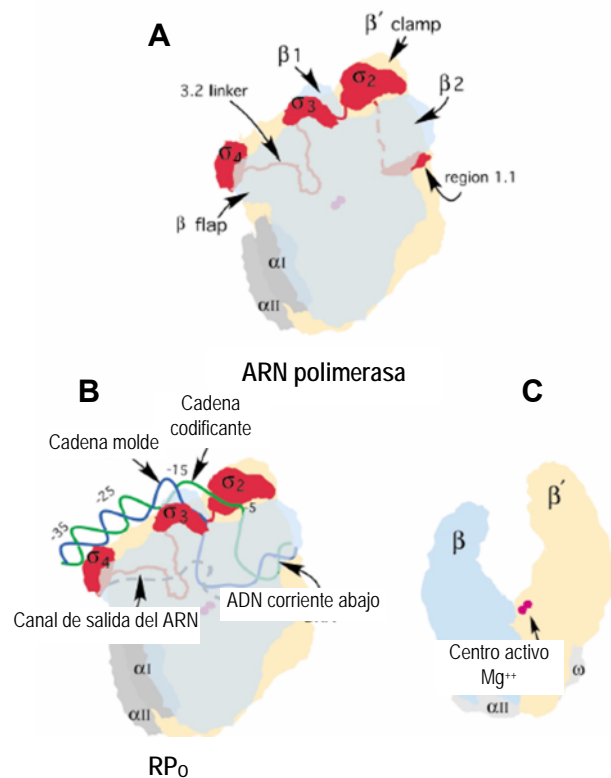 A
β′ clamp
β1
σ2
3.2 linker
β2
σ3
σ4
region 1.1
β flap
αI
αII
ARN polimerasa
B
C
Cadena
codificante
Cadena molde
-15
-25
σ2
β′
-35
σ3
-5
β
σ4
ADN corriente abajo
Canal de salida del ARN
Centro activo
Mg++
αI
ω
αII
αII
RPO